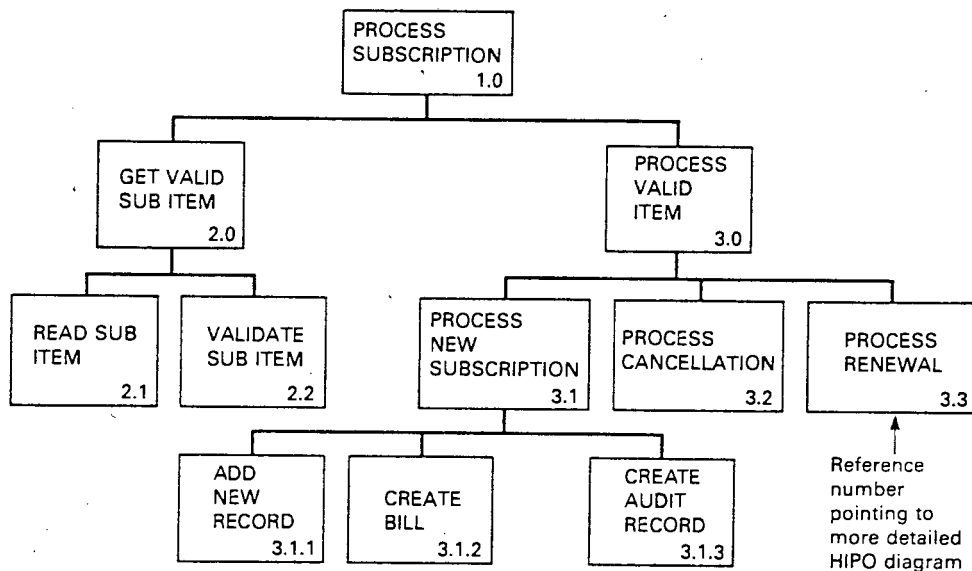 PROCESS
SUBSCRIPTION
1.0
GET VALID
SUB ITEM
2.0
PROCESS
VALID
ITEM
3.0
READ SUB
ITEM
2.1
VALIDATE
SUB ITEM
2.2
PROCESS
NEW
SUBSCRIPTION
3.1
PROCESS
CANCELLATION
3.2
PROCESS
RENEWAL
3.3
ADD
NEW
RECORD
3.1.1
CREATE
BILL
3.1.2
CREATE
AUDIT
RECORD
3.1.3
Reference
number
pointing to
more detailed
HIPO diagram